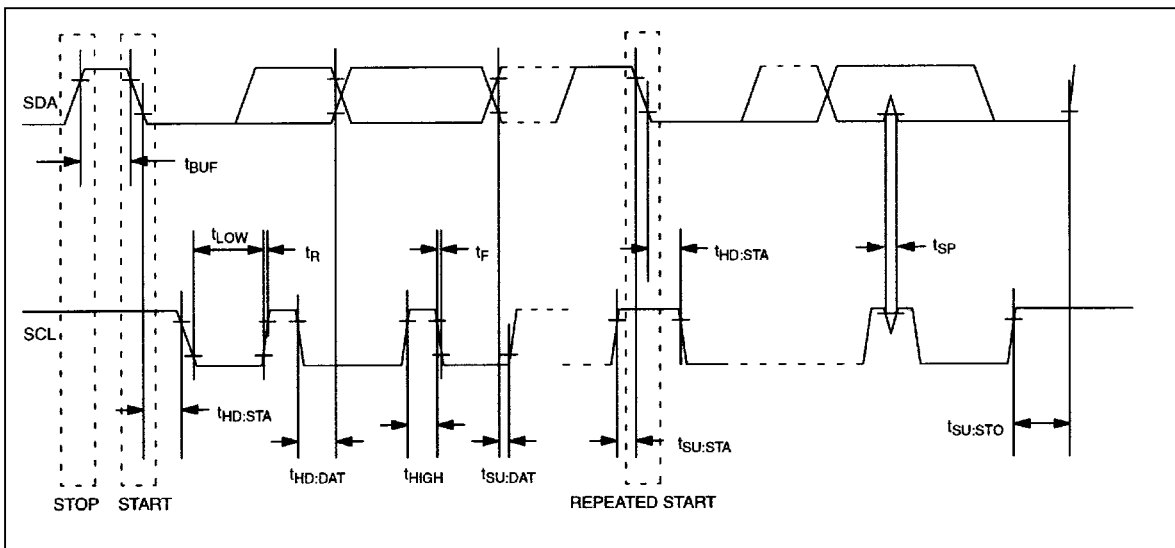 SDA
tBUF
tLOW
tR
tF
tHD:STA
tSP
SCL
tHD:STA
tHD:DAT
tHIGH
tSU:DAT
tSU:STA
tSU:STO
STOP
START
REPEATED START